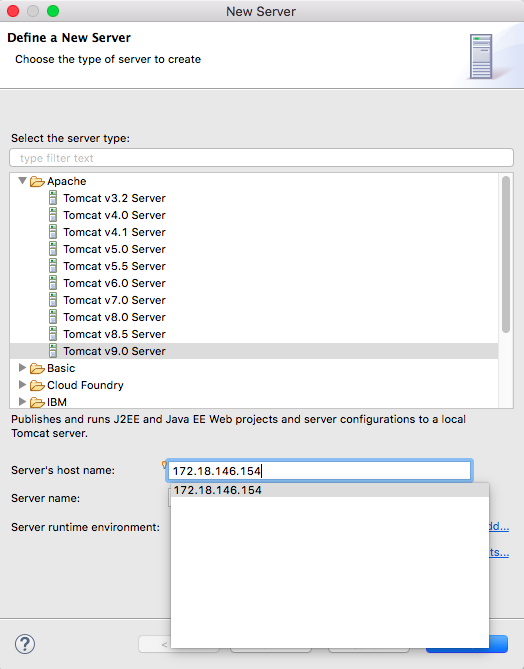 New Server
Define a New Server
Choose the type of server to create
Select the server type:
type filter text
Apache
Tomcat v3.2 Server
Tomcat v4.0 Server
Tomcat v4.1 Server
Tomcat v5.0 Server
Tomcat v5.5 Server
Tomcat v6.0 Server
Tomcat v7.0 Server
Tomcat v8.0 Server
Tomcat v8.5 Server
Tomcat v9.0 Server
Basic
Cloud Foundry
IBM
Publishes and runs J2EE and Java EE Web projects and server configurations to a local
Tomcat server.
Server's host name: 172.18.146.154
172.18.146.154
Server name:
Server runtime environment: dd...
ts...
? <